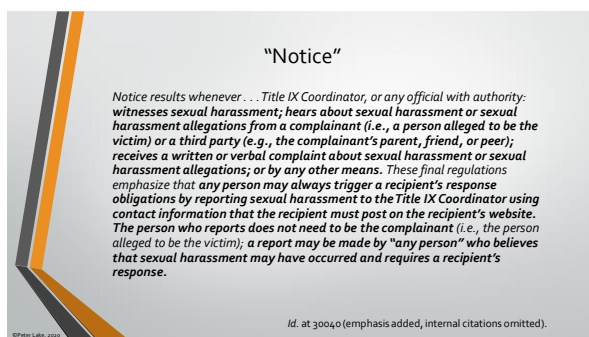 “Notice”
Notice results whenever . . . Title IX Coordinator, or any official with authority:
witnesses sexual harassment; hears about sexual harassment or sexual
harassment allegations from a complainant (i.e., a person alleged to be the
victim) or a third party (e.g., the complainant’s parent, friend, or peer);
receives a written or verbal complaint about sexual harassment or sexual
harassment allegations; or by any other means. These final regulations
emphasize that any person may always trigger a recipient’s response
obligations by reporting sexual harassment to the Title IX Coordinator using
contact information that the recipient must post on the recipient’s website.
The person who reports does not need to be the complainant (i.e., the person
alleged to be the victim); a report may be made by “any person” who believes
that sexual harassment may have occurred and requires a recipient’s
response.
Id. at 30040 (emphasis added, internal citations omitted).
©Peter Lake, 2020